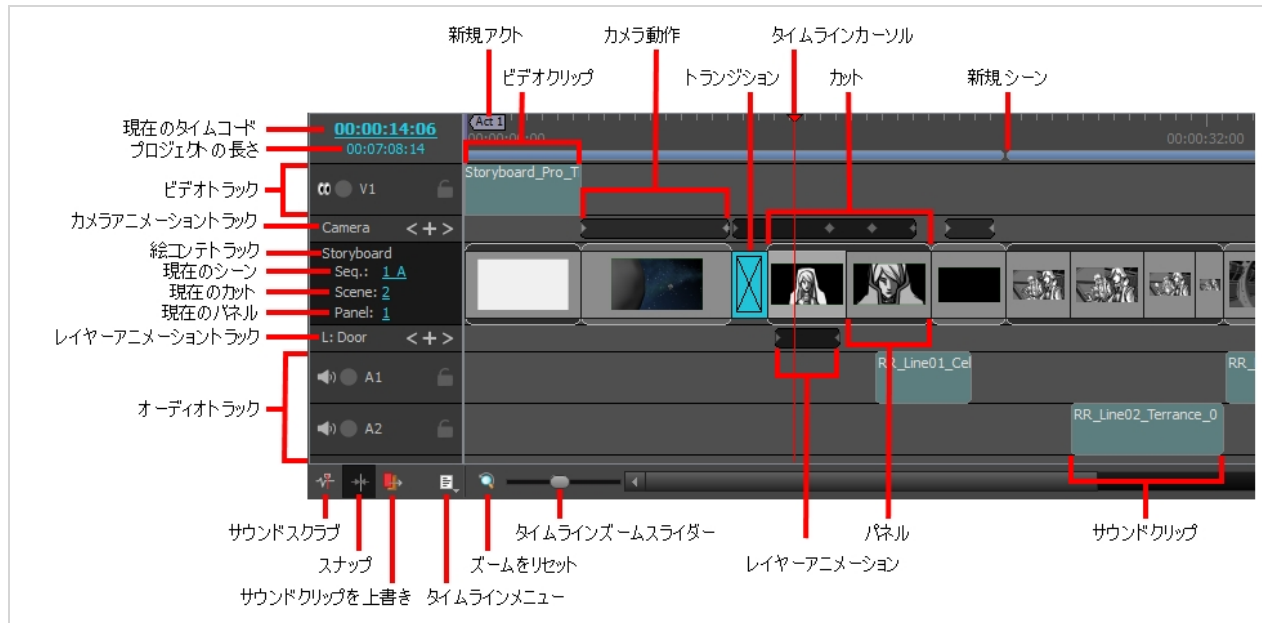 新規アクト カメラ動作 タイムラインカーソル
ビデオクリップ トランジション カット 新規シーン
現在のタイムコード 00:00:14:06 Act 1
プロジェクトの長さ 00:07:08:14 00:00:32:00
ビデオトラック V1 Storyboard_Pro_T
カメラアニメーショントラック Camera < + >
絵コンテトラック Storyboard
現在のシーン Seq.: 1 A
現在のカット Scene: 2
現在のパネル Panel: 1
レイヤーアニメーショントラック L: Door < + >
A1 RR_Line01_Cel RR_
オーディオトラック
A2 RR_Line02_Terrance_0
サウンドスクラブ タイムラインズームスライダー パネル サウンドクリップ
スナップ ズームをリセット レイヤーアニメーション
サウンドクリップを上書き タイムラインメニュー